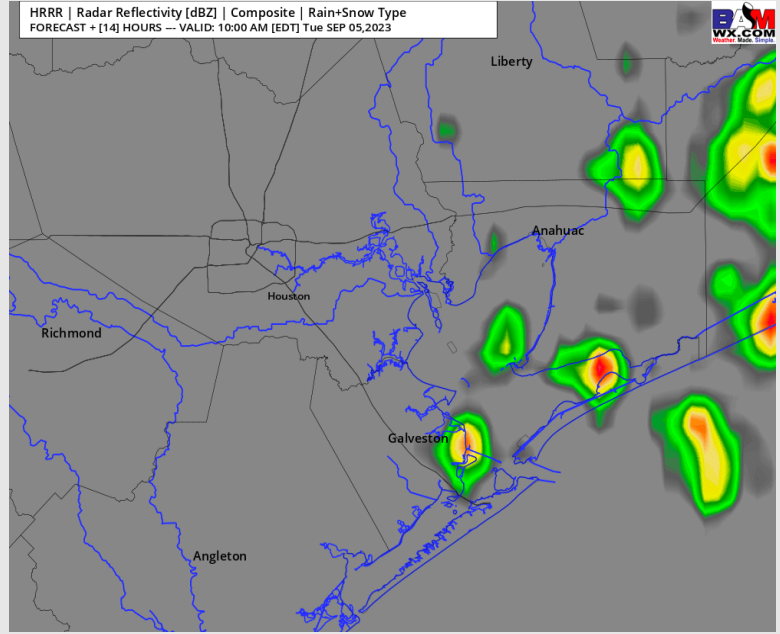 HRRR | Radar Reflectivity [dBZ] | Composite | Rain+Snow Type
FORECAST + [14] HOURS --- VALID: 10:00 AM [EDT] Tue SEP 05,2023
BAM
WX.COM
Weather. Made. Simple.
Liberty
Anahuac
Houston
Richmond
Galveston
Angleton